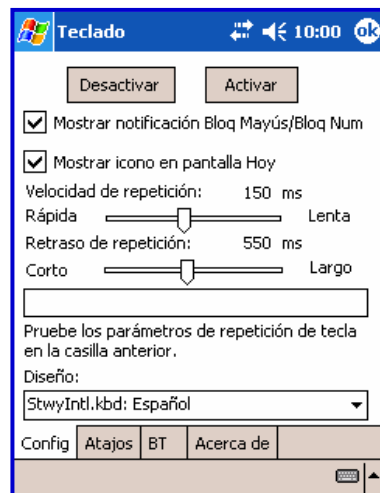 Teclado 10:00 ok
Desactivar Activar
Mostrar notificación Bloq Mayús/Bloq Num
Mostrar icono en pantalla Hoy
Velocidad de repetición: 150 ms
Rápida Lenta
Retraso de repetición: 550 ms
Corto Largo
Pruebe los parámetros de repetición de tecla
en la casilla anterior.
Diseño:
StwyIntl.kbd: Español
Config Atajos BT Acerca de